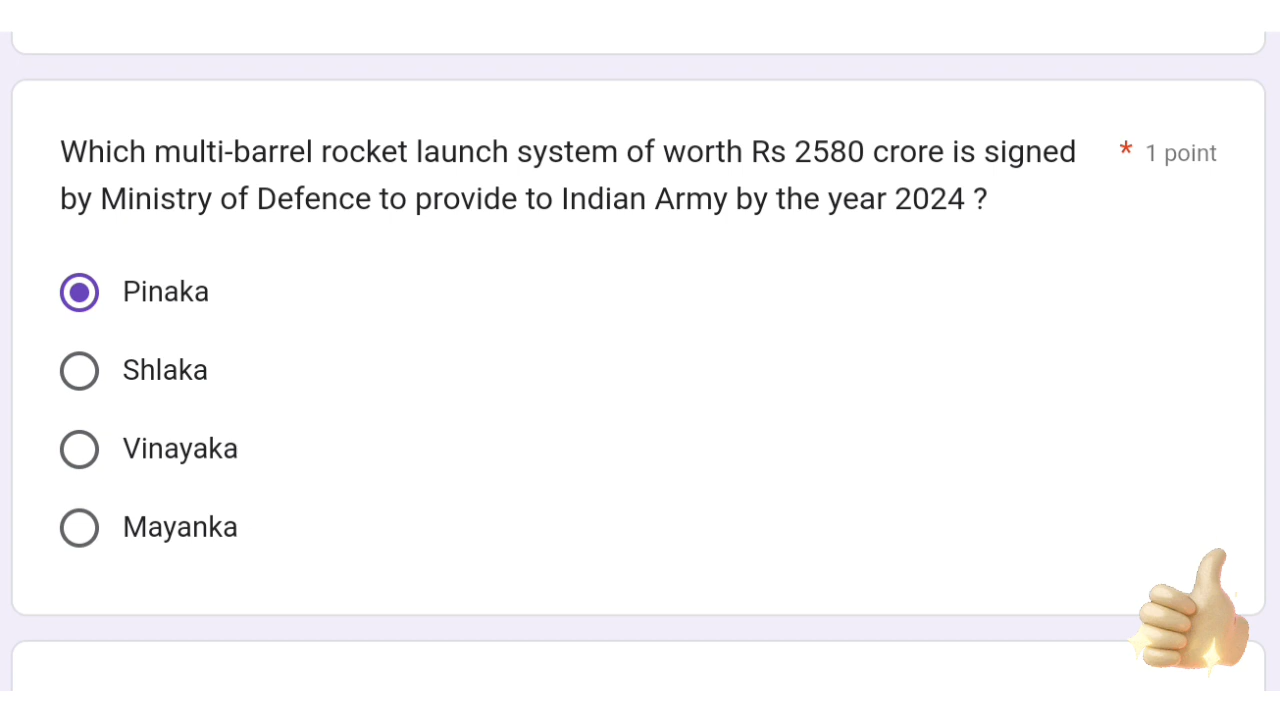 Which multi-barrel rocket launch system of worth Rs 2580 crore is signed * 1 point
by Ministry of Defence to provide to Indian Army by the year 2024 ?
Pinaka
Shlaka
Vinayaka
Mayanka